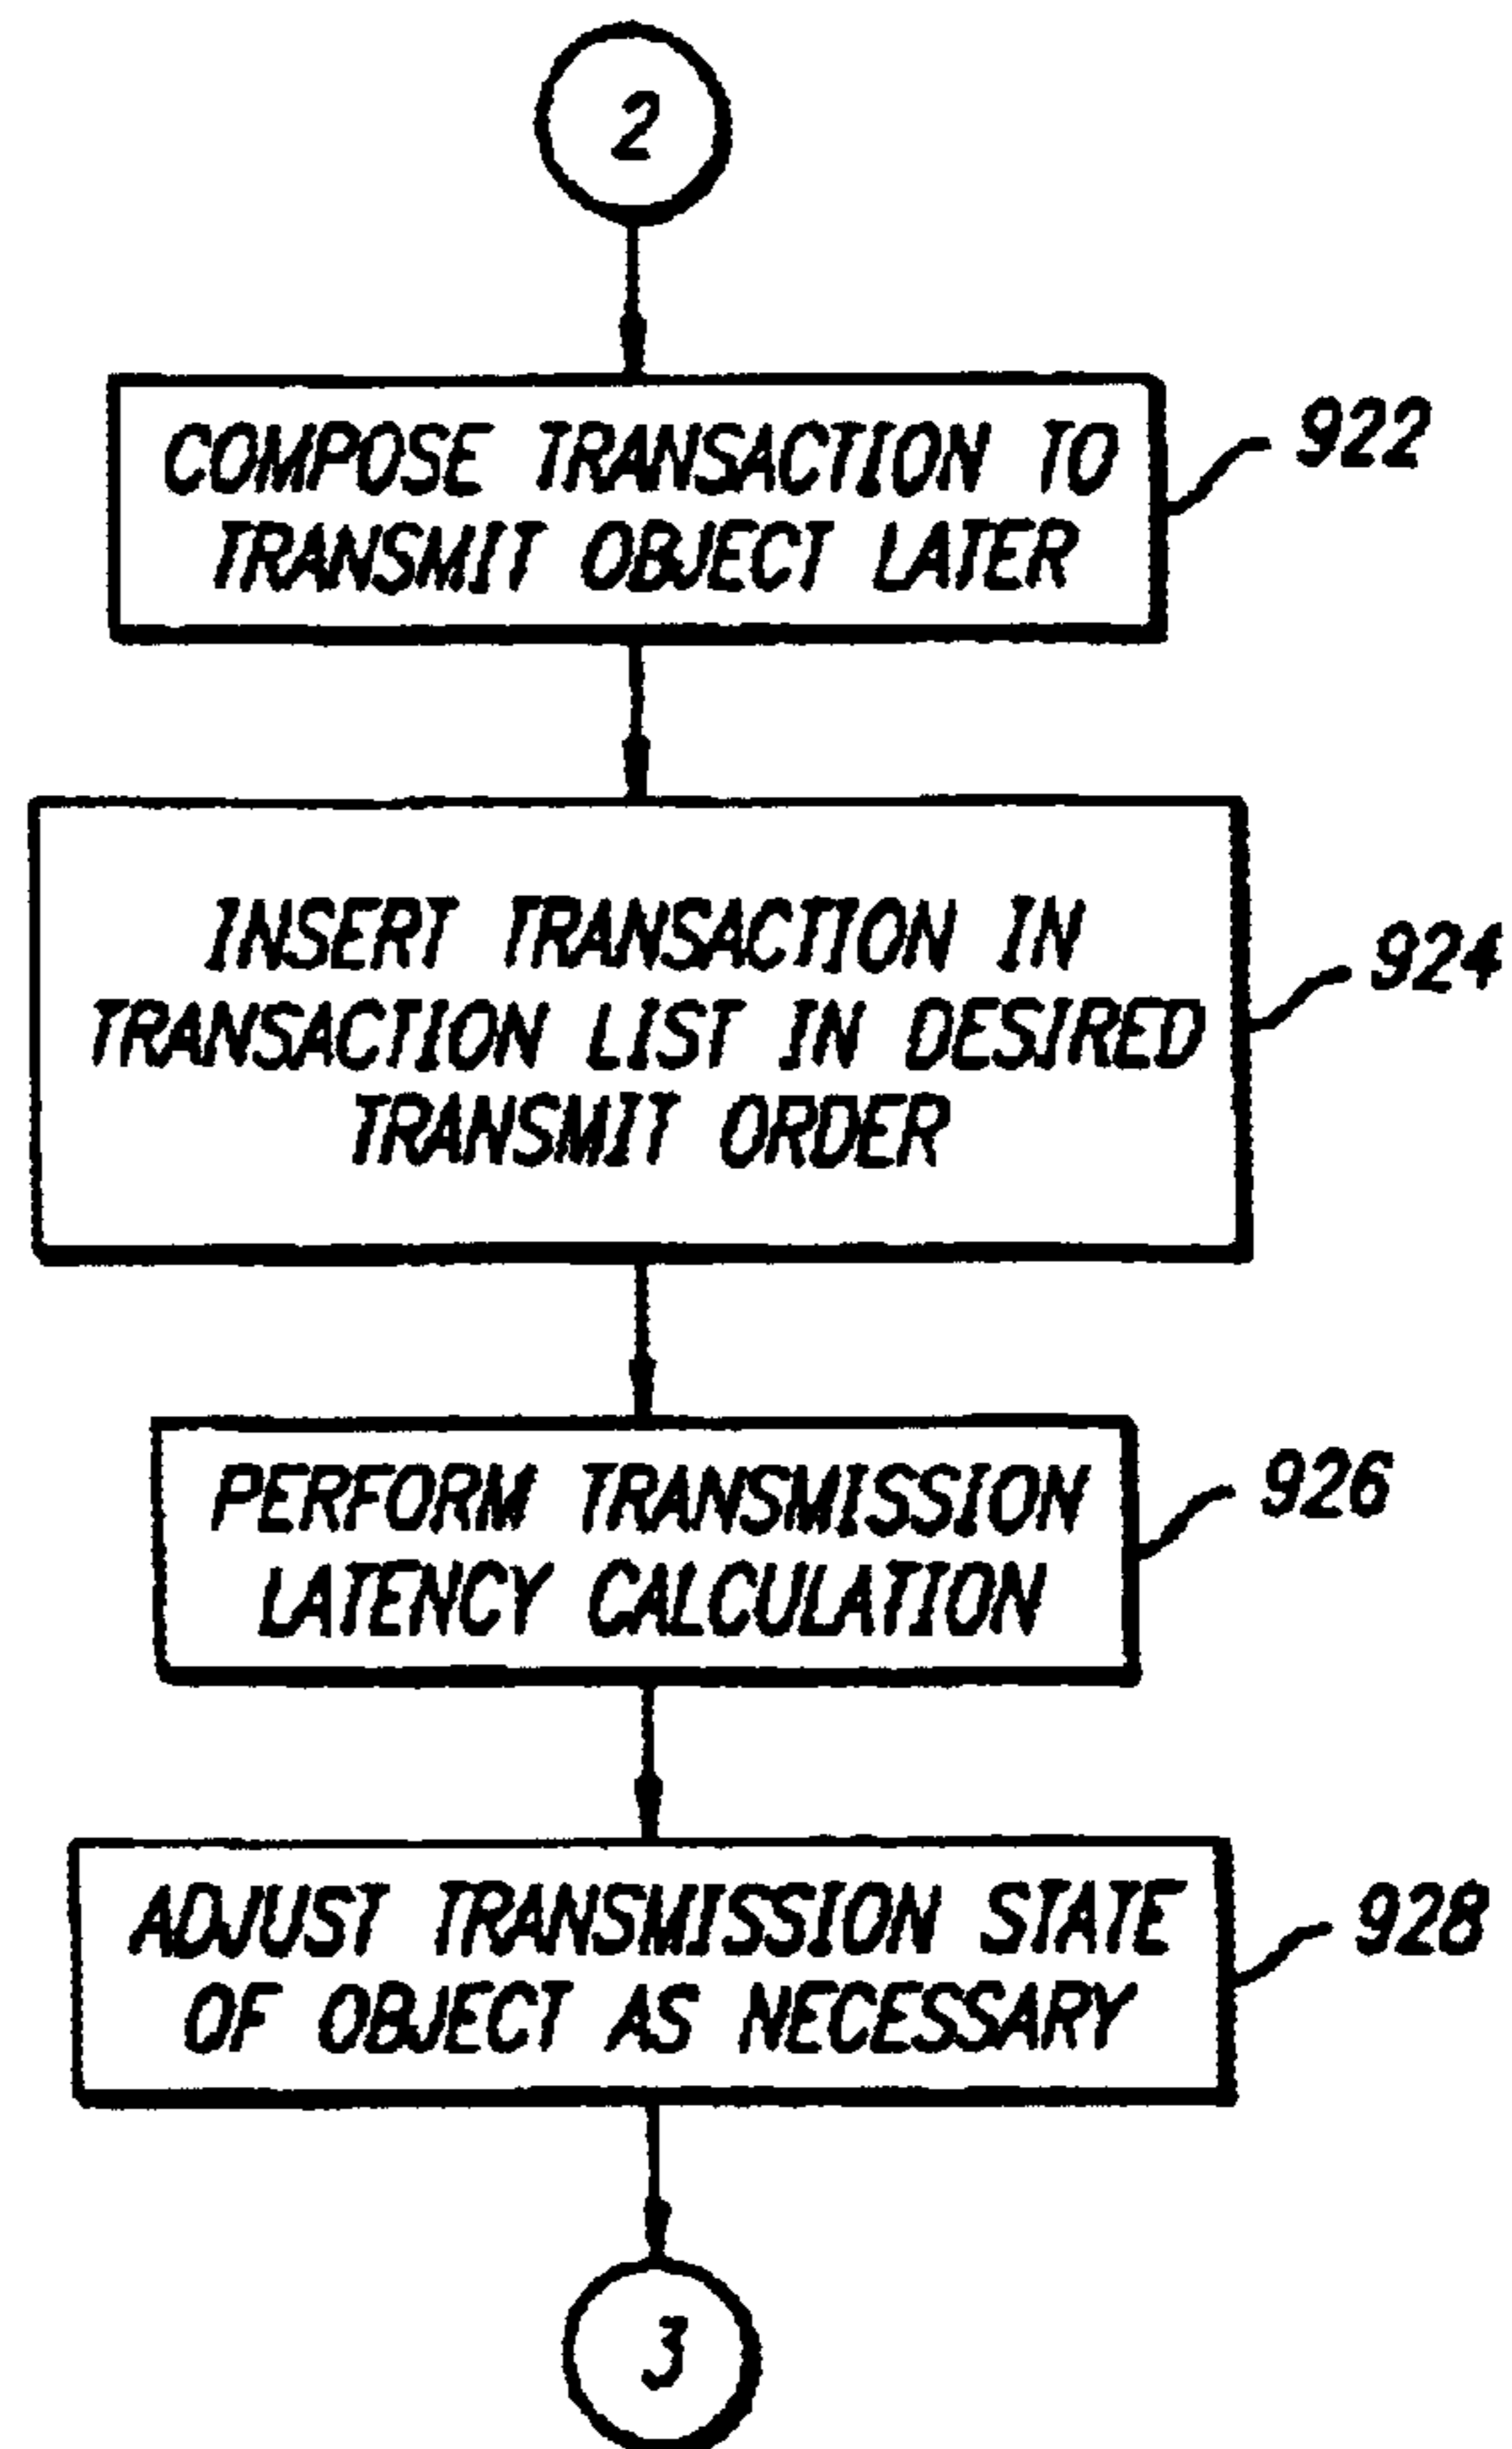 2
COMPOSE TRANSACTION TO
TRANSMIT OBJECT LATER
922
INSERT TRANSACTION IN
TRANSACTION LIST IN DESIRED
TRANSMIT ORDER
924
PERFORM TRANSMISSION
LATENCY CALCULATION
926
ADJUST TRANSMISSION STATE
OF OBJECT AS NECESSARY
928
3